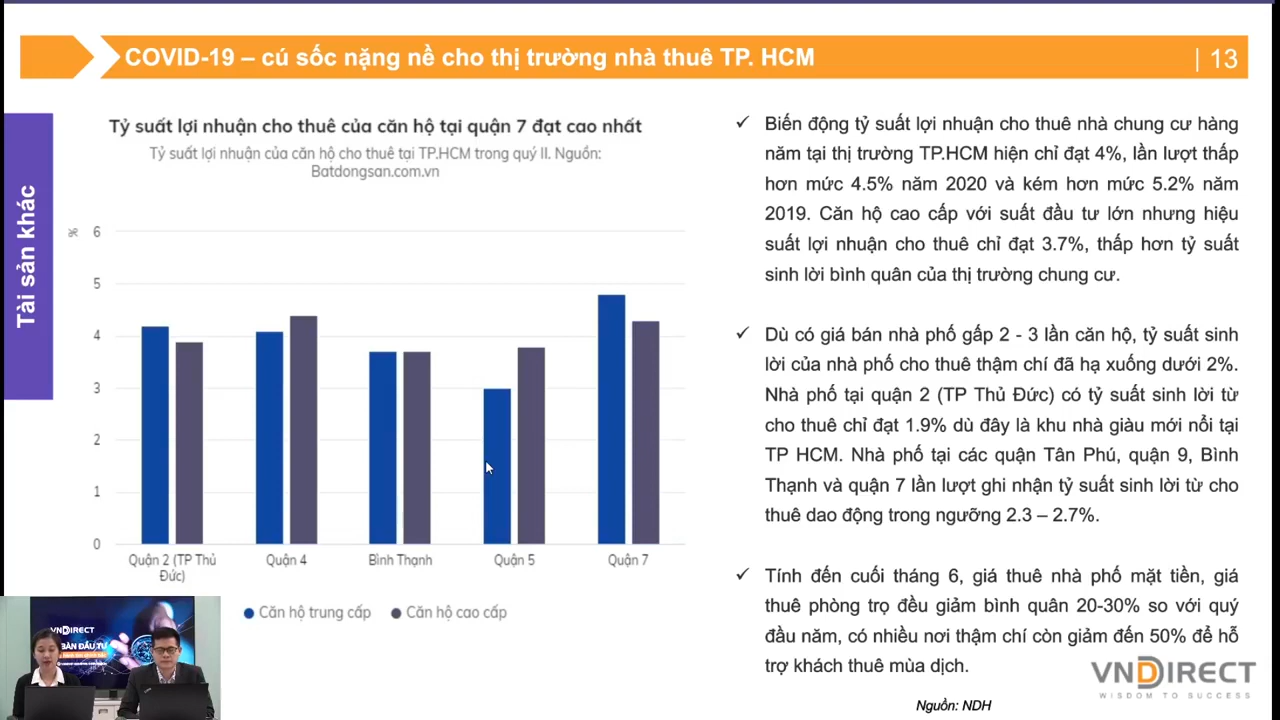 COVID-19 – cú sốc nặng nề cho thị trường nhà thuê TP. HCM
| 13
Tài sản khác
Tỷ suất lợi nhuận cho thuê của căn hộ tại quận 7 đạt cao nhất
Tỷ suất lợi nhuận của căn hộ cho thuê tại TP.HCM trong quý II. Nguồn:
Batdongsan.com.vn
%
6
5
4
3
2
1
0
Quận 2 (TP Thủ
Đức)
Quận 4
Bình Thạnh
Quận 5
Quận 7
Căn hộ trung cấp
Căn hộ cao cấp
✓ Biến động tỷ suất lợi nhuận cho thuê nhà chung cư hàng
năm tại thị trường TP.HCM hiện chỉ đạt 4%, lần lượt thấp
hơn mức 4.5% năm 2020 và kém hơn mức 5.2% năm
2019. Căn hộ cao cấp với suất đầu tư lớn nhưng hiệu
suất lợi nhuận cho thuê chỉ đạt 3.7%, thấp hơn tỷ suất
sinh lời bình quân của thị trường chung cư.
✓ Dù có giá bán nhà phố gấp 2 - 3 lần căn hộ, tỷ suất sinh
lời của nhà phố cho thuê thậm chí đã hạ xuống dưới 2%.
Nhà phố tại quận 2 (TP Thủ Đức) có tỷ suất sinh lời từ
cho thuê chỉ đạt 1.9% dù đây là khu nhà giàu mới nổi tại
TP HCM. Nhà phố tại các quận Tân Phú, quận 9, Bình
Thạnh và quận 7 lần lượt ghi nhận tỷ suất sinh lời từ cho
thuê dao động trong ngưỡng 2.3 – 2.7%.
✓ Tính đến cuối tháng 6, giá thuê nhà phố mặt tiền, giá
thuê phòng trọ đều giảm bình quân 20-30% so với quý
đầu năm, có nhiều nơi thậm chí còn giảm đến 50% để hỗ
trợ khách thuê mùa dịch.
Nguồn: NDH
VNDIRECT
WISDOM TO SUCCESS
VNDIRECT
BÀN ĐẦU TƯ